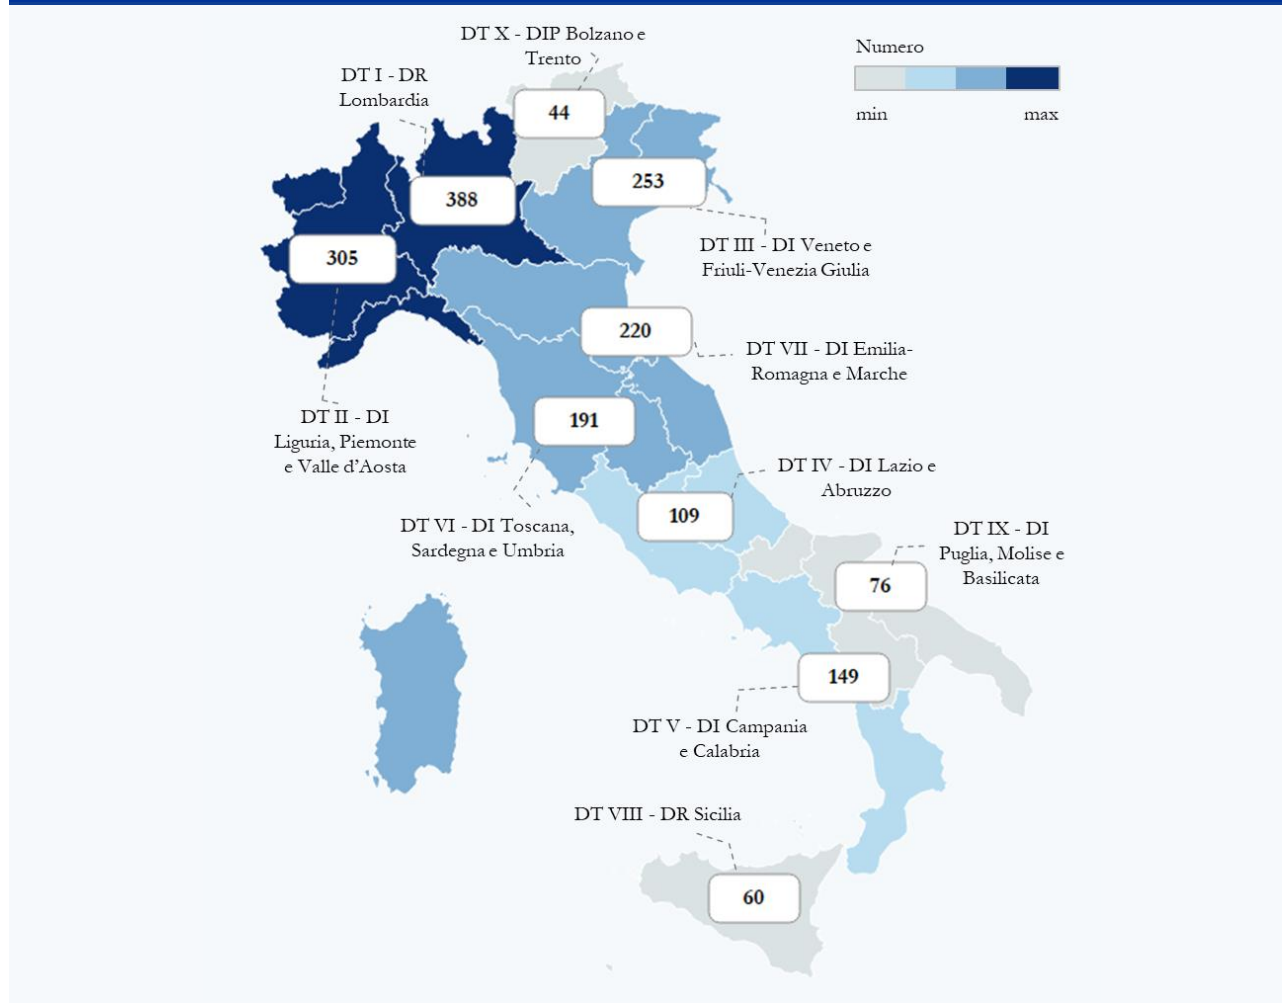 DT X - DIP Bolzano e
Trento
Numero
min max
DT I - DR
Lombardia
44
388
253
305
DT III - DI Veneto e
Friuli-Venezia Giulia
220
DT VII - DI Emilia-
Romagna e Marche
DT II - DI
Liguria, Piemonte
e Valle d'Aosta
191
DT IV - DI Lazio e
Abruzzo
109
DT VI - DI Toscana,
Sardegna e Umbria
DT IX - DI
Puglia, Molise e
Basilicata
76
149
DT V - DI Campania
e Calabria
DT VIII - DR Sicilia
60